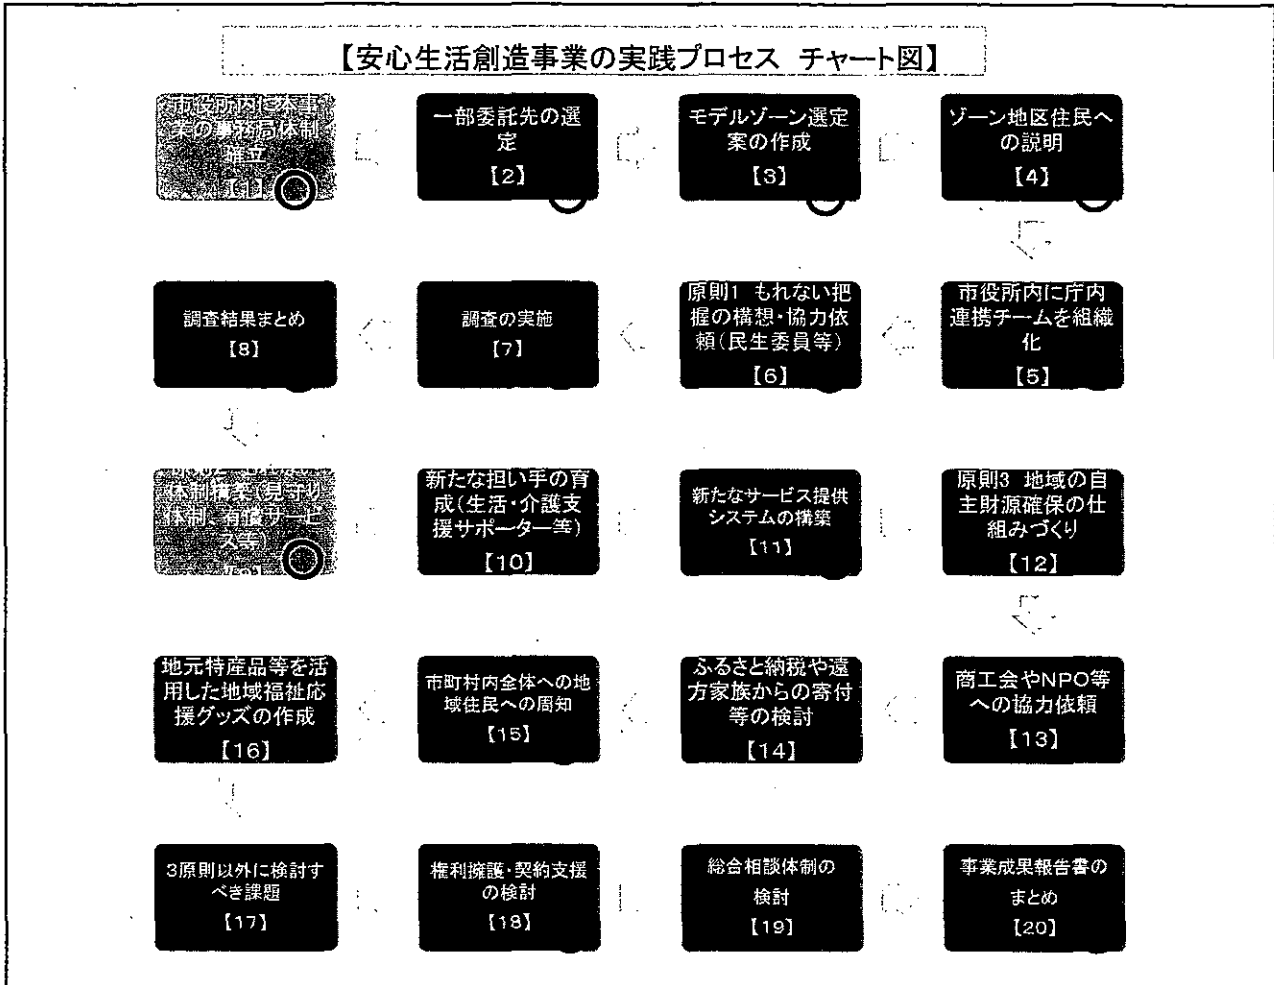 【安心生活創造事業の実践プロセス チャート図】
市役所内に本事
業の事務局体制
確立
【1】
一部委託先の選
定
【2】
モデルゾーン選定
案の作成
【3】
ゾーン地区住民へ
の説明
【4】
市役所内に庁内
連携チームを組織
化
【5】
原則1 もれない把
握の構想・協力依
頼(民生委員等)
【6】
調査の実施
【7】
調査結果まとめ
【8】
体制構築(見守り
体制、有償サービ
ス等)
新たな担い手の育
成(生活・介護支
援サポーター等)
【10】
新たなサービス提供
システムの構築
【11】
原則3 地域の自
主財源確保の仕
組みづくり
【12】
商工会やNPO等
への協力依頼
【13】
ふるさと納税や遠
方家族からの寄付
等の検討
【14】
市町村内全体への地
域住民への周知
【15】
地元特産品等を活
用した地域福祉応
援グッズの作成
【16】
3原則以外に検討す
べき課題
【17】
権利擁護・契約支援
の検討
【18】
総合相談体制の
検討
【19】
事業成果報告書の
まとめ
【20】